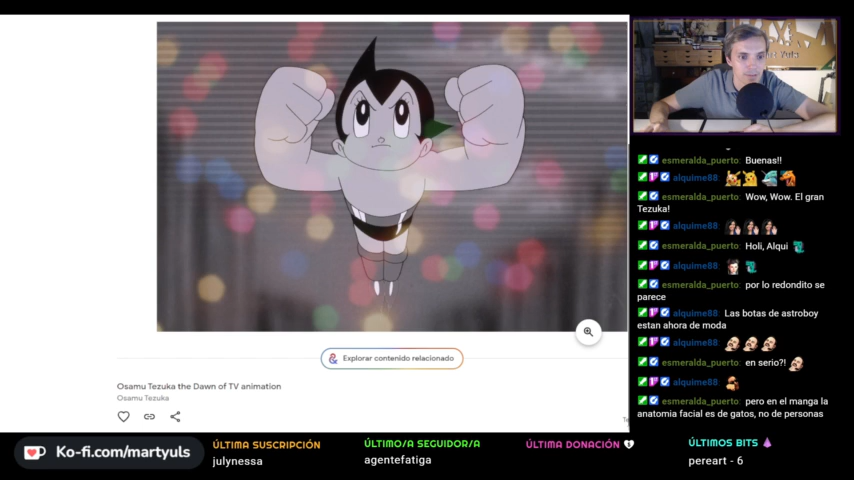 Explorar contenido relacionado
Osamu Tezuka the Dawn of TV animation
Osamu Tezuka
esmeralda_puerto: Buenas!!
alquime88:
esmeralda_puerto: Wow, Wow. El gran
Tezuka!
alquime88:
esmeralda_puerto: Holi, Alqui
alquime88:
esmeralda_puerto: por lo redondito se
parece
alquime88: Las botas de astroboy
estan ahora de moda
alquime88:
esmeralda_puerto: en serio?!
alquime88:
esmeralda_puerto: pero en el manga la
anatomia facial es de gatos, no de personas
Ko-fi.com/martyuls
ÚLTIMA SUSCRIPCIÓN
julynessa
ÚLTIMO/A SEGUIDOR/A
agentefatiga
ÚLTIMA DONACIÓN
ÚLTIMOS BITS
pereart - 6